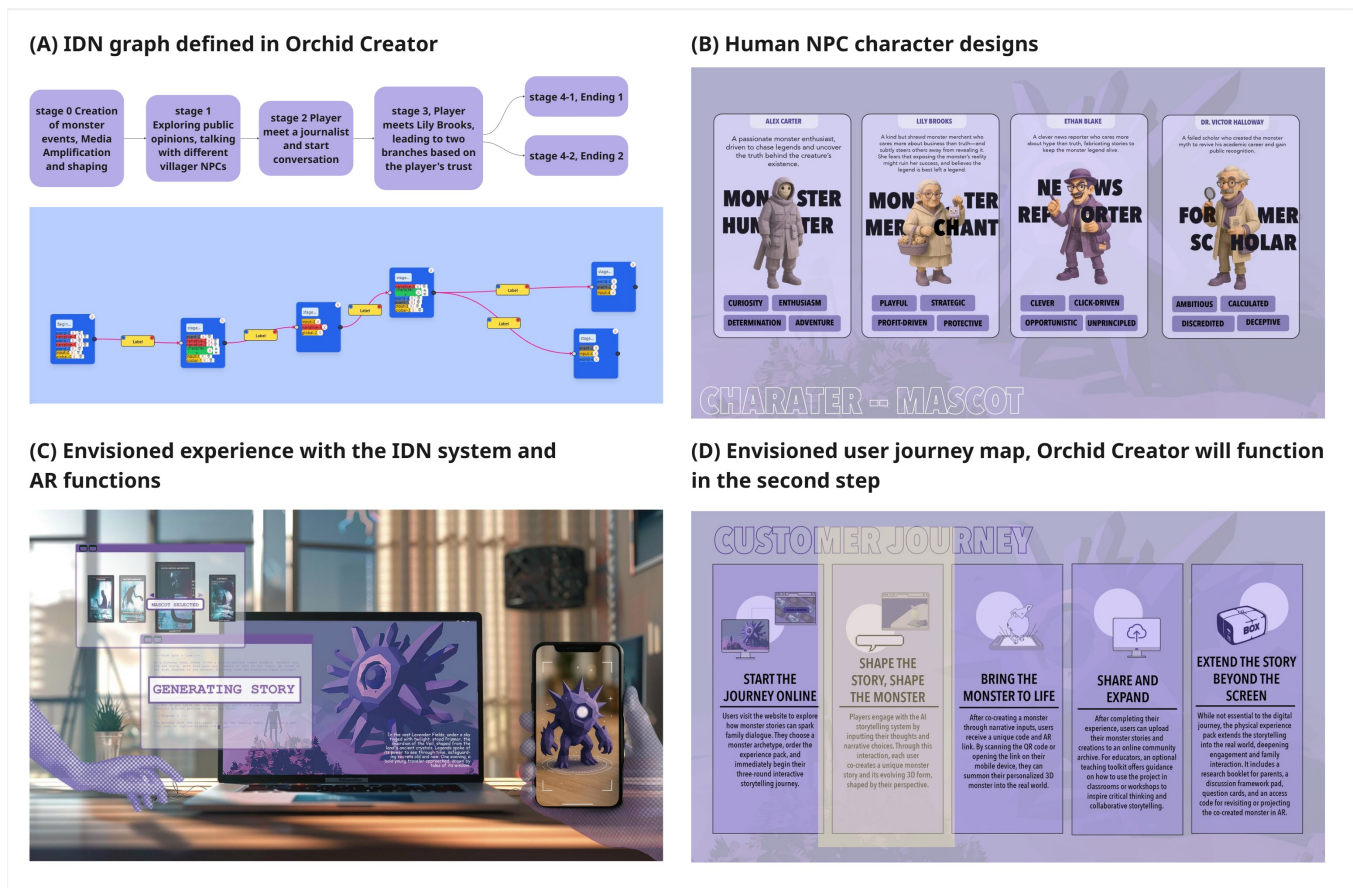 (A) IDN graph defined in Orchid Creator
stage 0 Creation
of monster
events, Media
Amplification
and shaping
stage 1
Exploring public
opinions, talking
with different
villager NPCs
stage 2 Player
meet a journalist
and start
conversation
stage 3, Player
meets Lily Brooks,
leading to two
branches based on
the player's trust
stage 4-1, Ending 1
stage 4-2, Ending 2
Label
Label
Label
Label
Label
(B) Human NPC character designs
ALEX CARTER
A passionate monster enthusiast,
driven to chase legends and uncover
the truth behind the creature's
existence.
MONSTER
HUNTER
CURIOSITY
ENTHUSIASM
DETERMINATION
ADVENTURE
LILY BROOKS
A kind but shrewd monster merchant who
cares more about business than truth—and
subtly steers others away from revealing it.
She fears that exposing the monster's reality
might ruin her success, and believes the
legend is best left a legend.
MONSTER
MERCHANT
PLAYFUL
STRATEGIC
PROFIT-DRIVEN
PROTECTIVE
ETHAN BLAKE
A clever news reporter who cares more
about hype than truth, fabricating stories to
keep the monster legend alive.
NEWS
REPORTER
CLEVER
CLICK-DRIVEN
OPPORTUNISTIC
UNPRINCIPLED
DR. VICTOR HALLOWAY
A failed scholar who created the monster
myth to revive his academic career and gain
public recognition.
FORMER
SCHOLAR
AMBITIOUS
CALCULATED
DISCREDITED
DECEPTIVE
CHARATER -- MASCOT
(C) Envisioned experience with the IDN system and
AR functions
MASCOT SELECTED
GENERATING STORY
(D) Envisioned user journey map, Orchid Creator will function
in the second step
CUSTOMER JOURNEY
START THE
JOURNEY ONLINE
Users visit the website to explore
how monster stories can spark
family dialogue. They choose a
monster archetype, order the
experience pack, and
immediately begin their
three-round interactive
storytelling journey.
SHAPE THE
STORY, SHAPE
THE MONSTER
Players engage with the AI
storytelling system by
inputting their thoughts and
narrative choices. Through this
interaction, each user
co-creates a unique monster
story and its evolving 3D form,
shaped by their perspective.
BRING THE
MONSTER TO LIFE
After co-creating a monster
through narrative inputs, users
receive a unique code and AR
link. By scanning the QR code or
opening the link on their
mobile device, they can
summon their personalized 3D
monster into the real world.
SHARE AND
EXPAND
After completing their
experience, users can upload
their monster stories and
creations to an online community
archive. For educators, an optional
teaching toolkit offers guidance
on how to use the project in
classrooms or workshops to
inspire critical thinking and
collaborative storytelling.
BOX
EXTEND THE STORY
BEYOND THE
SCREEN
While not essential to the digital
journey, the physical experience
pack extends the storytelling
into the real world, deepening
engagement and family
interaction. It includes a
research booklet for parents, a
discussion framework pad,
question cards, and an access
code for revisiting or projecting
the co-created monster in AR.